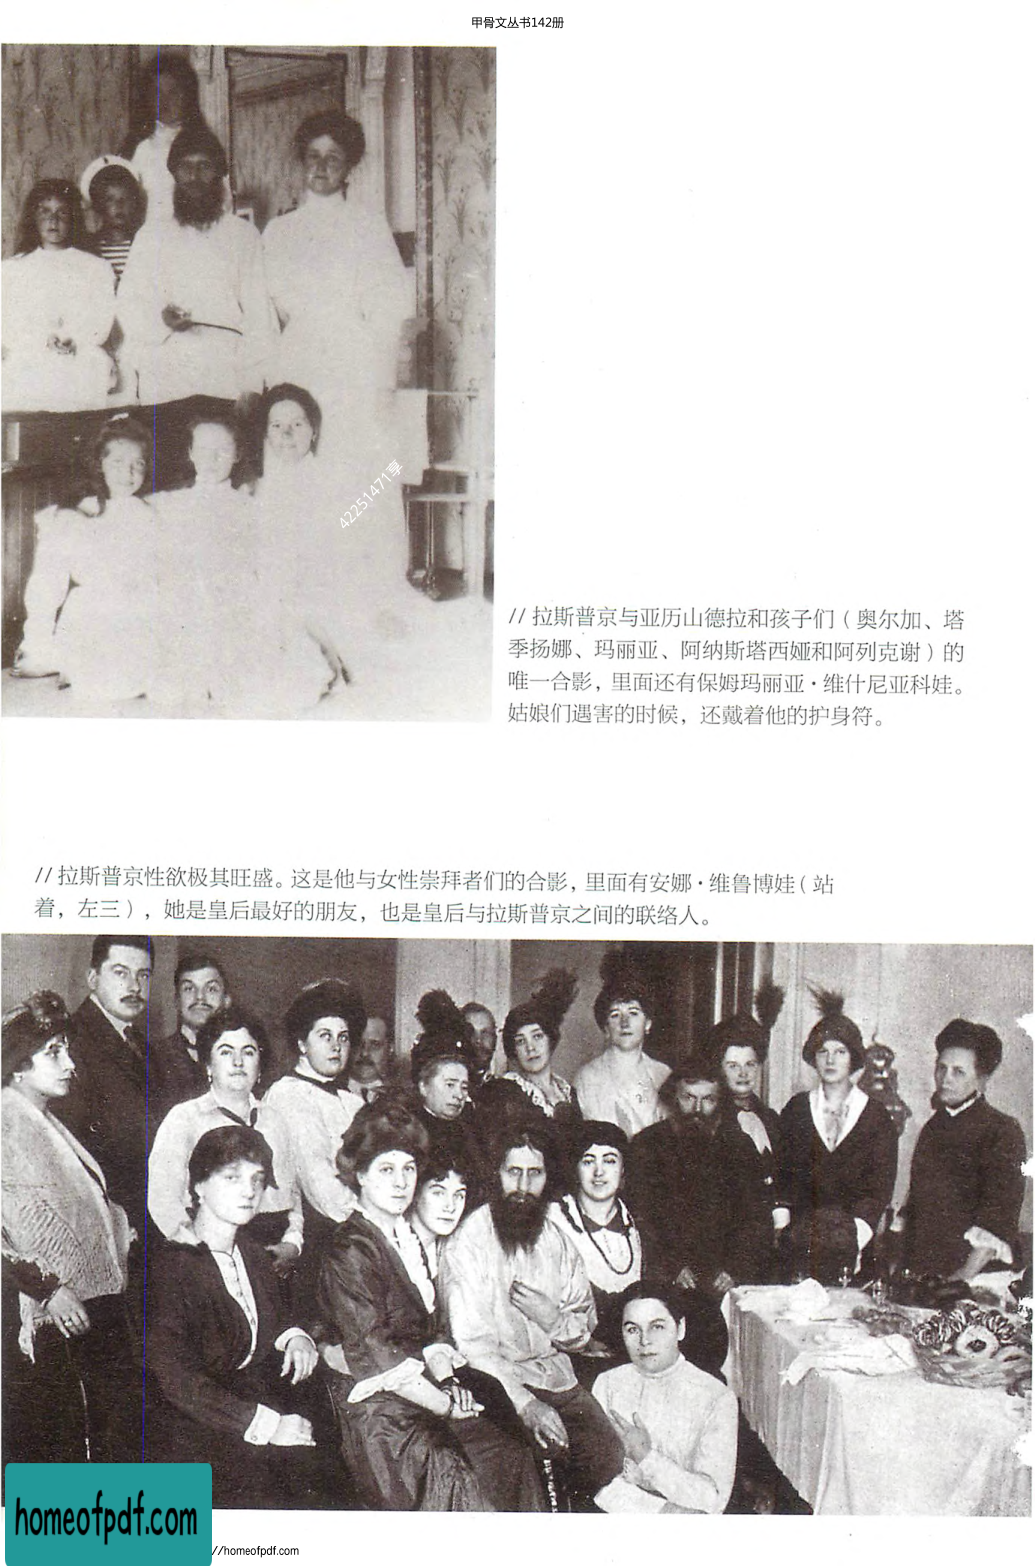 甲骨文丛书142册
42251471享
// 拉斯普京与亚历山德拉和孩子们（奥尔加、塔
季扬娜、玛丽亚、阿纳斯塔西娅和阿列克谢）的
唯一合影，里面还有保姆玛丽亚·维什尼亚科娃。
姑娘们遇害的时候，还戴着他的护身符。
// 拉斯普京性欲极其旺盛。这是他与女性崇拜者们的合影，里面有安娜·维鲁博娃（站
着，左三），她是皇后最好的朋友，也是皇后与拉斯普京之间的联络人。
homeofpdf.com
//homeofpdf.com